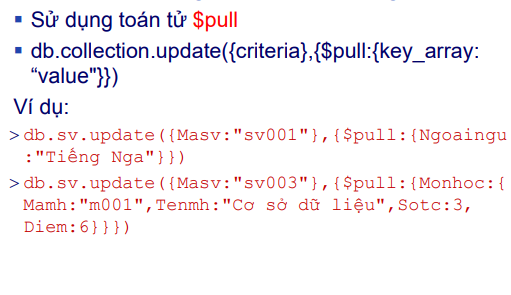 ▪ Sử dụng toán tử $pull
▪ db.collection.update({criteria},{$pull:{key_array:
“value"}})
Ví dụ:
>db.sv.update({Masv:"sv001"},{$pull:{Ngoaingu
:"Tiếng Nga"}})
>db.sv.update({Masv:"sv003"},{$pull:{Monhoc:{
Mamh:"m001",Tenmh:"Cơ sở dữ liệu",Sotc:3,
Diem:6}}})